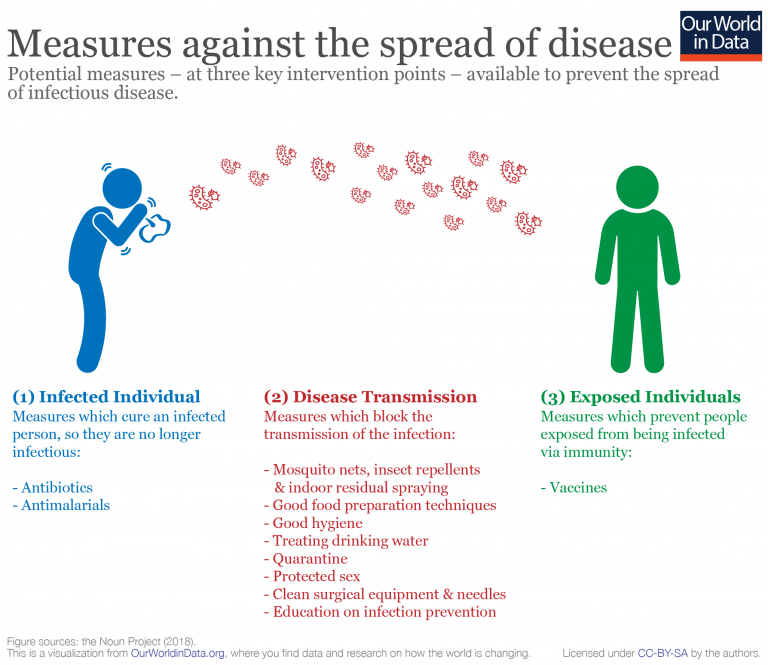 Measures against the spread of disease
Our World
in Data
Potential measures – at three key intervention points – available to prevent the spread
of infectious disease.
(1) Infected Individual
Measures which cure an infected
person, so they are no longer
infectious:
- Antibiotics
- Antimalarials
(2) Disease Transmission
Measures which block the
transmission of the infection:
- Mosquito nets, insect repellents
& indoor residual spraying
- Good food preparation techniques
- Good hygiene
- Treating drinking water
- Quarantine
- Protected sex
- Clean surgical equipment & needles
- Education on infection prevention
(3) Exposed Individuals
Measures which prevent people
exposed from being infected
via immunity:
- Vaccines
Figure sources: the Noun Project (2018).
This is a visualization from OurWorldinData.org, where you find data and research on how the world is changing.
Licensed under CC-BY-SA by the authors.